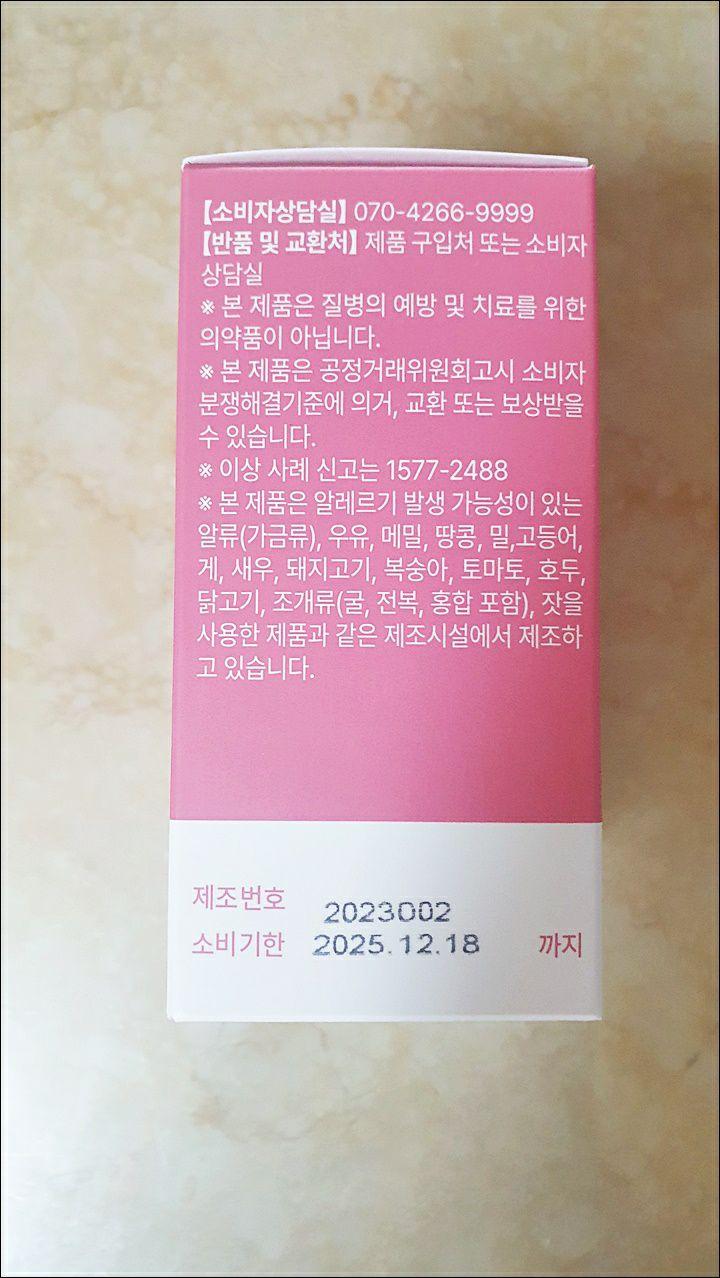 【소비자상담실】 070-4266-9999
【반품 및 교환처】 제품 구입처 또는 소비자
상담실
※ 본 제품은 질병의 예방 및 치료를 위한
의약품이 아닙니다.
※ 본 제품은 공정거래위원회고시 소비자
분쟁해결기준에 의거, 교환 또는 보상받을
수 있습니다.
※ 이상 사례 신고는 1577-2488
※ 본 제품은 알레르기 발생 가능성이 있는
알류(가금류), 우유, 메밀, 땅콩, 밀,고등어,
게, 새우, 돼지고기, 복숭아, 토마토, 호두,
닭고기, 조개류(굴, 전복, 홍합 포함), 잣을
사용한 제품과 같은 제조시설에서 제조하
고 있습니다.
제조번호 2023O02
소비기한 2025.12.18 까지